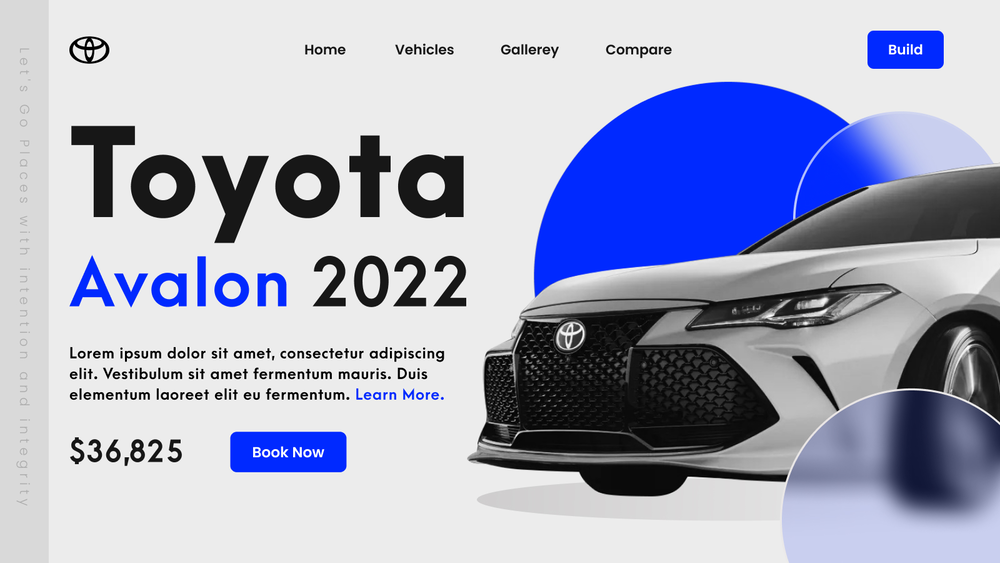 Let's Go Places with intention and integrity
Home Vehicles Gallerey Compare Build
Toyota
Avalon 2022
Lorem ipsum dolor sit amet, consectetur adipiscing
elit. Vestibulum sit amet fermentum mauris. Duis
elementum laoreet elit eu fermentum. Learn More.
$36,825 Book Now